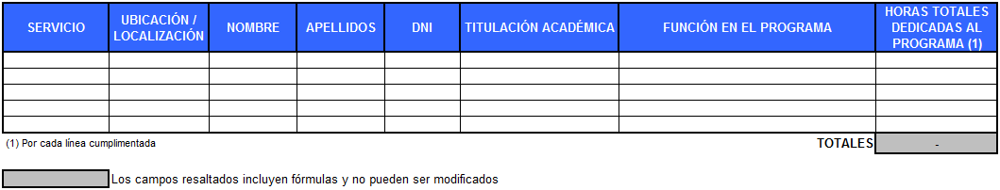 SERVICIO
UBICACIÓN /
LOCALIZACIÓN
NOMBRE
APELLIDOS
DNI
TITULACIÓN ACADÉMICA
FUNCIÓN EN EL PROGRAMA
HORAS TOTALES
DEDICADAS AL
PROGRAMA (1)
(1) Por cada línea cumplimentada
TOTALES
-
Los campos resaltados incluyen fórmulas y no pueden ser modificados